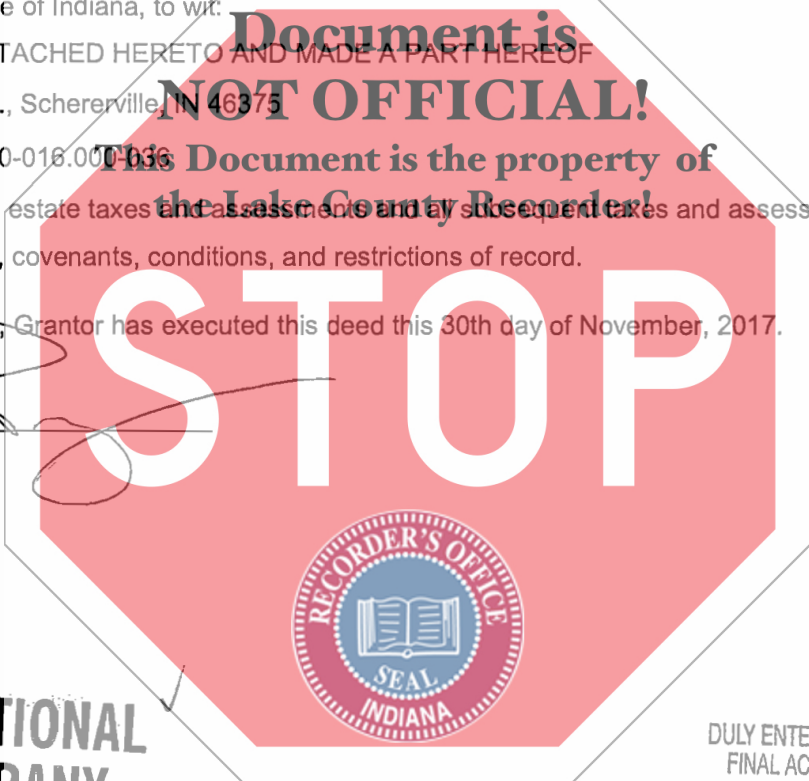 e of Indiana, to wit:
Document is
TACHED HERETO AND MADE A PART HEREOF
NOT OFFICIAL!
., Schererville, IN 46375
This Document is the property of
0-016.000-036
the Lake County Recorder!
estate taxes and assessments and all subsequent taxes and assess
, covenants, conditions, and restrictions of record.
, Grantor has executed this deed this 30th day of November, 2017.
STOP
RECORDER'S OFFICE
SEAL
INDIANA
TIONAL
PANY
DULY ENTE
FINAL AC